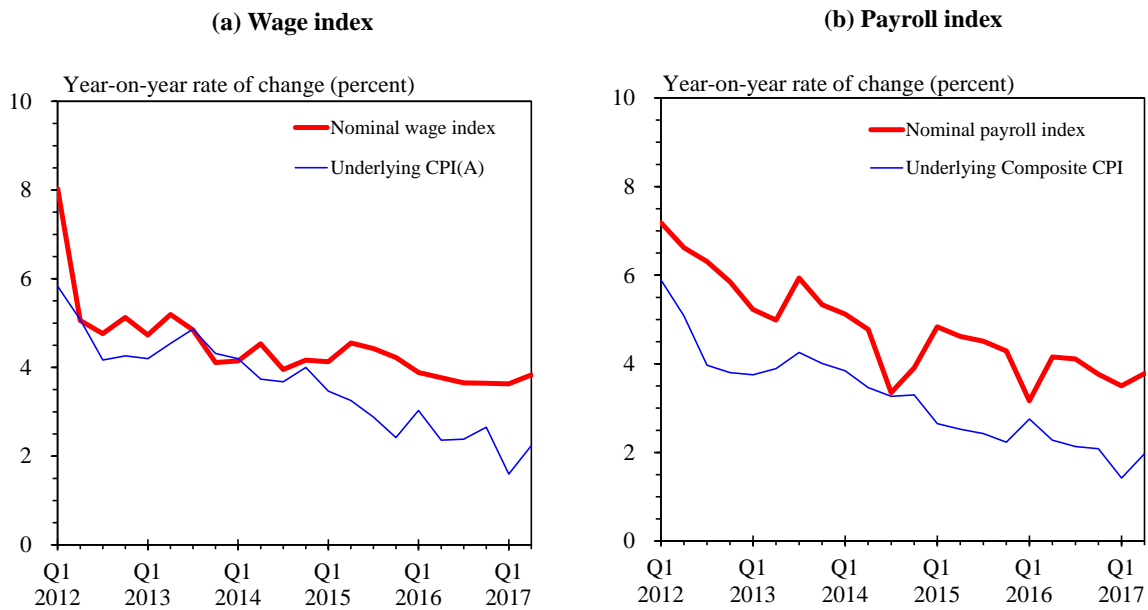 (a) Wage index
Year-on-year rate of change (percent)
10
8
6
4
2
0
Nominal wage index
Underlying CPI(A)
Q1 Q1 Q1 Q1 Q1 Q1
2012 2013 2014 2015 2016 2017
(b) Payroll index
Year-on-year rate of change (percent)
10
8
6
4
2
0
Nominal payroll index
Underlying Composite CPI
Q1 Q1 Q1 Q1 Q1 Q1
2012 2013 2014 2015 2016 2017